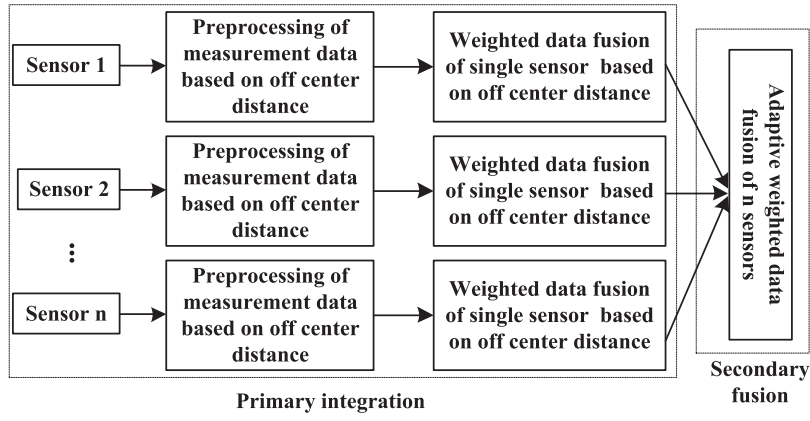 Sensor 1
Preprocessing of
measurement data
based on off center
distance
Weighted data fusion
of single sensor based
on off center distance
Sensor 2
Preprocessing of
measurement data
based on off center
distance
Weighted data fusion
of single sensor based
on off center distance
...
Sensor n
Preprocessing of
measurement data
based on off center
distance
Weighted data fusion
of single sensor based
on off center distance
Adaptive weighted data
fusion of n sensors
Primary integration
Secondary
fusion